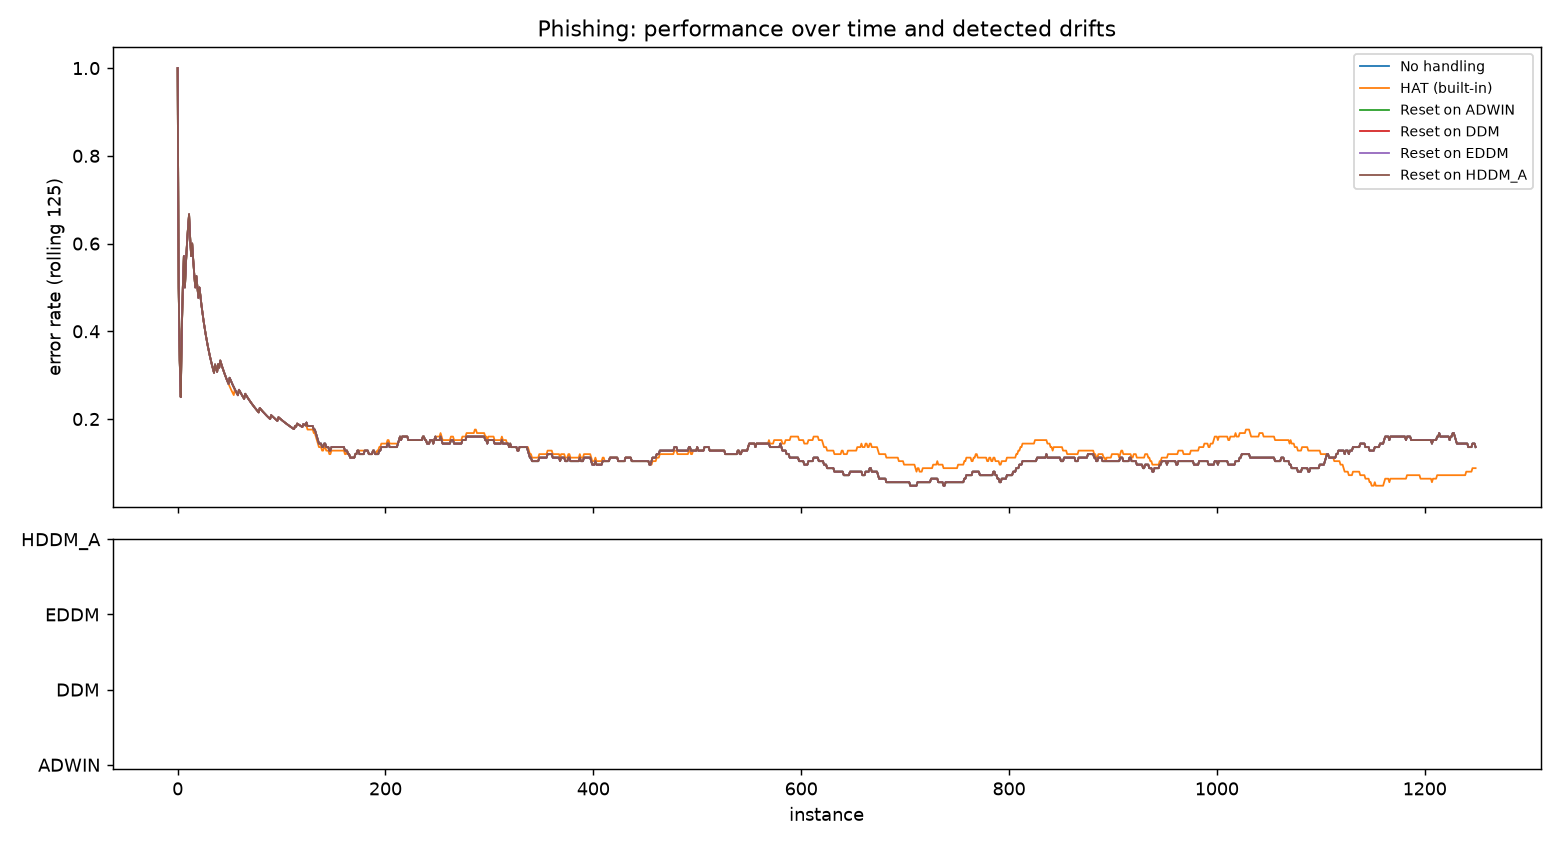 Phishing: performance over time and detected drifts
error rate (rolling 125)
1.0
0.8
0.6
0.4
0.2
No handling
HAT (built-in)
Reset on ADWIN
Reset on DDM
Reset on EDDM
Reset on HDDM_A
HDDM_A
EDDM
DDM
ADWIN
0 200 400 600 800 1000 1200
instance